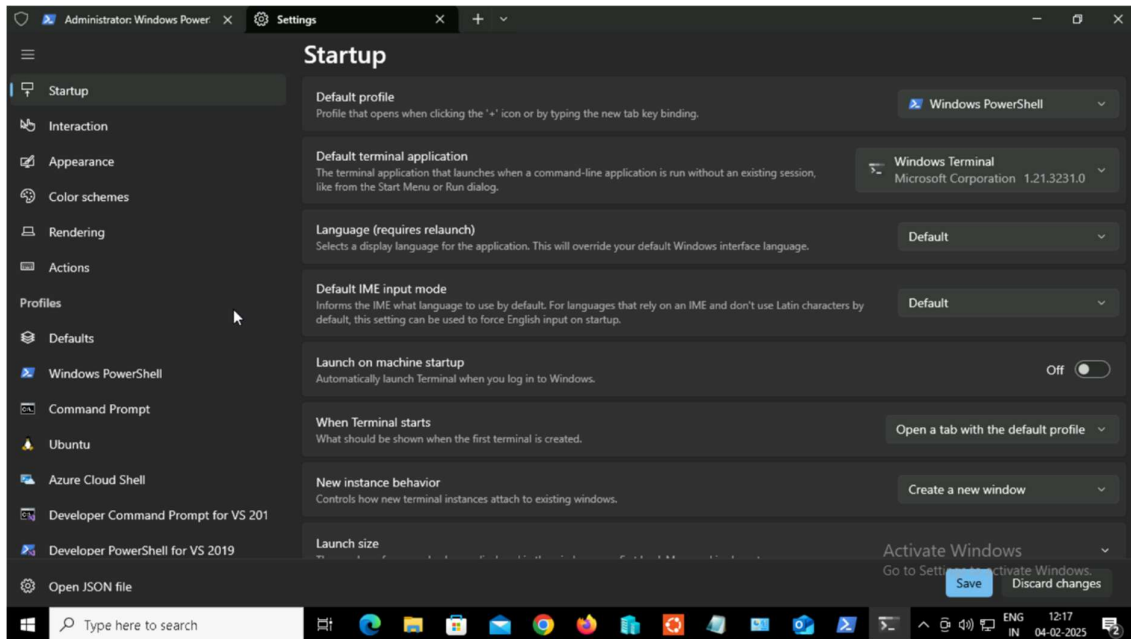 Administrator: Windows Power
Settings
Startup
Startup
Interaction
Appearance
Color schemes
Rendering
Actions
Profiles
Defaults
Windows PowerShell
Command Prompt
Ubuntu
Azure Cloud Shell
Developer Command Prompt for VS 201
Developer PowerShell for VS 2019
Open JSON file
Default profile
Profile that opens when clicking the '+' icon or by typing the new tab key binding.
Windows PowerShell
Default terminal application
The terminal application that launches when a command-line application is run without an existing session,
like from the Start Menu or Run dialog.
Windows Terminal
Microsoft Corporation 1.21.3231.0
Language (requires relaunch)
Selects a display language for the application. This will override your default Windows interface language.
Default
Default IME input mode
Informs the IME what language to use by default. For languages that rely on an IME and don't use Latin characters by
default, this setting can be used to force English input on startup.
Default
Launch on machine startup
Automatically launch Terminal when you log in to Windows.
Off
When Terminal starts
What should be shown when the first terminal is created.
Open a tab with the default profile
New instance behavior
Controls how new terminal instances attach to existing windows.
Create a new window
Launch size
Activate Windows
Go to Setti activate Windows.
Save
Discard changes
Type here to search
ENG
IN
12:17
04-02-2025
2